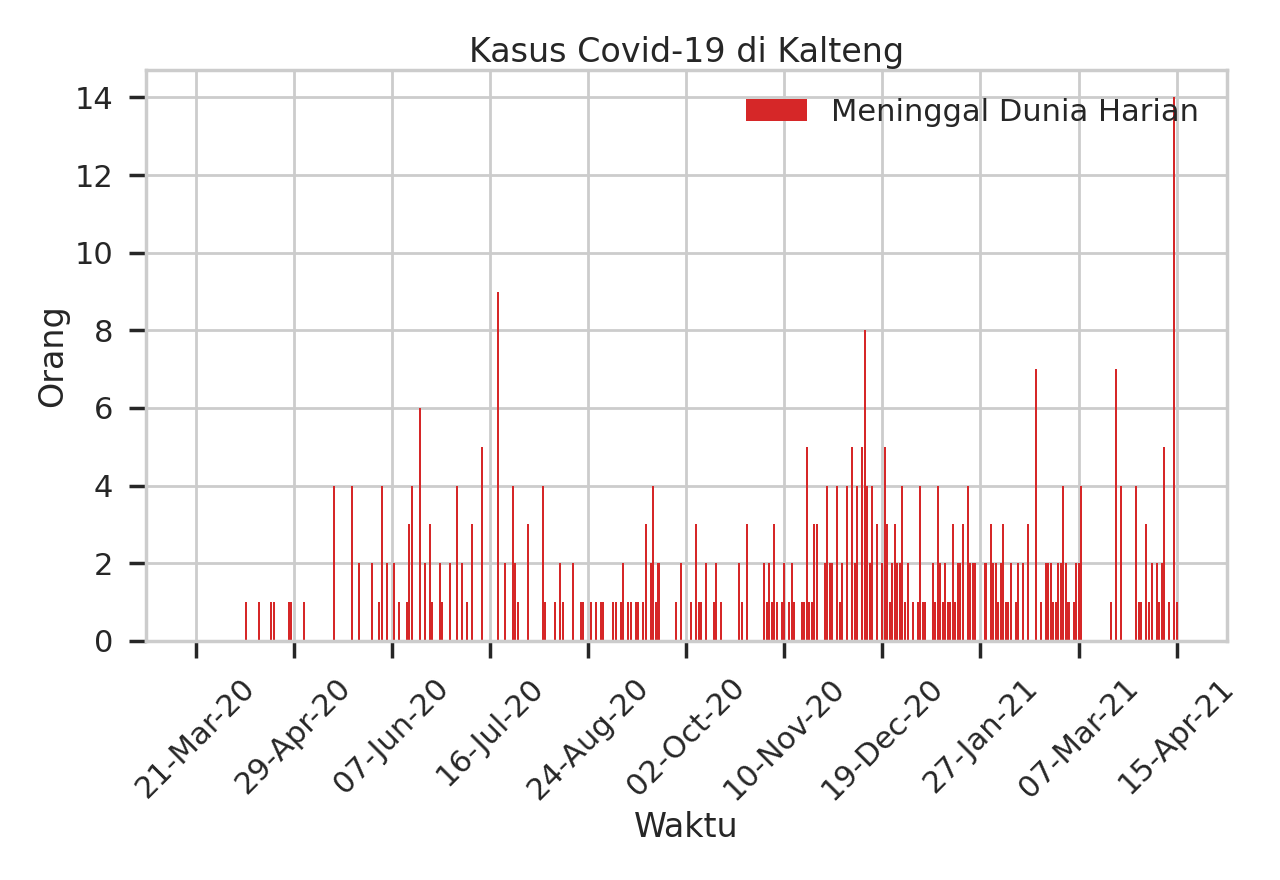 Kasus Covid-19 di Kalteng
Meninggal Dunia Harian
Orang
14
12
10
8
6
4
2
0
21-Mar-20
29-Apr-20
07-Jun-20
16-Jul-20
24-Aug-20
02-Oct-20
10-Nov-20
19-Dec-20
27-Jan-21
07-Mar-21
15-Apr-21
Waktu